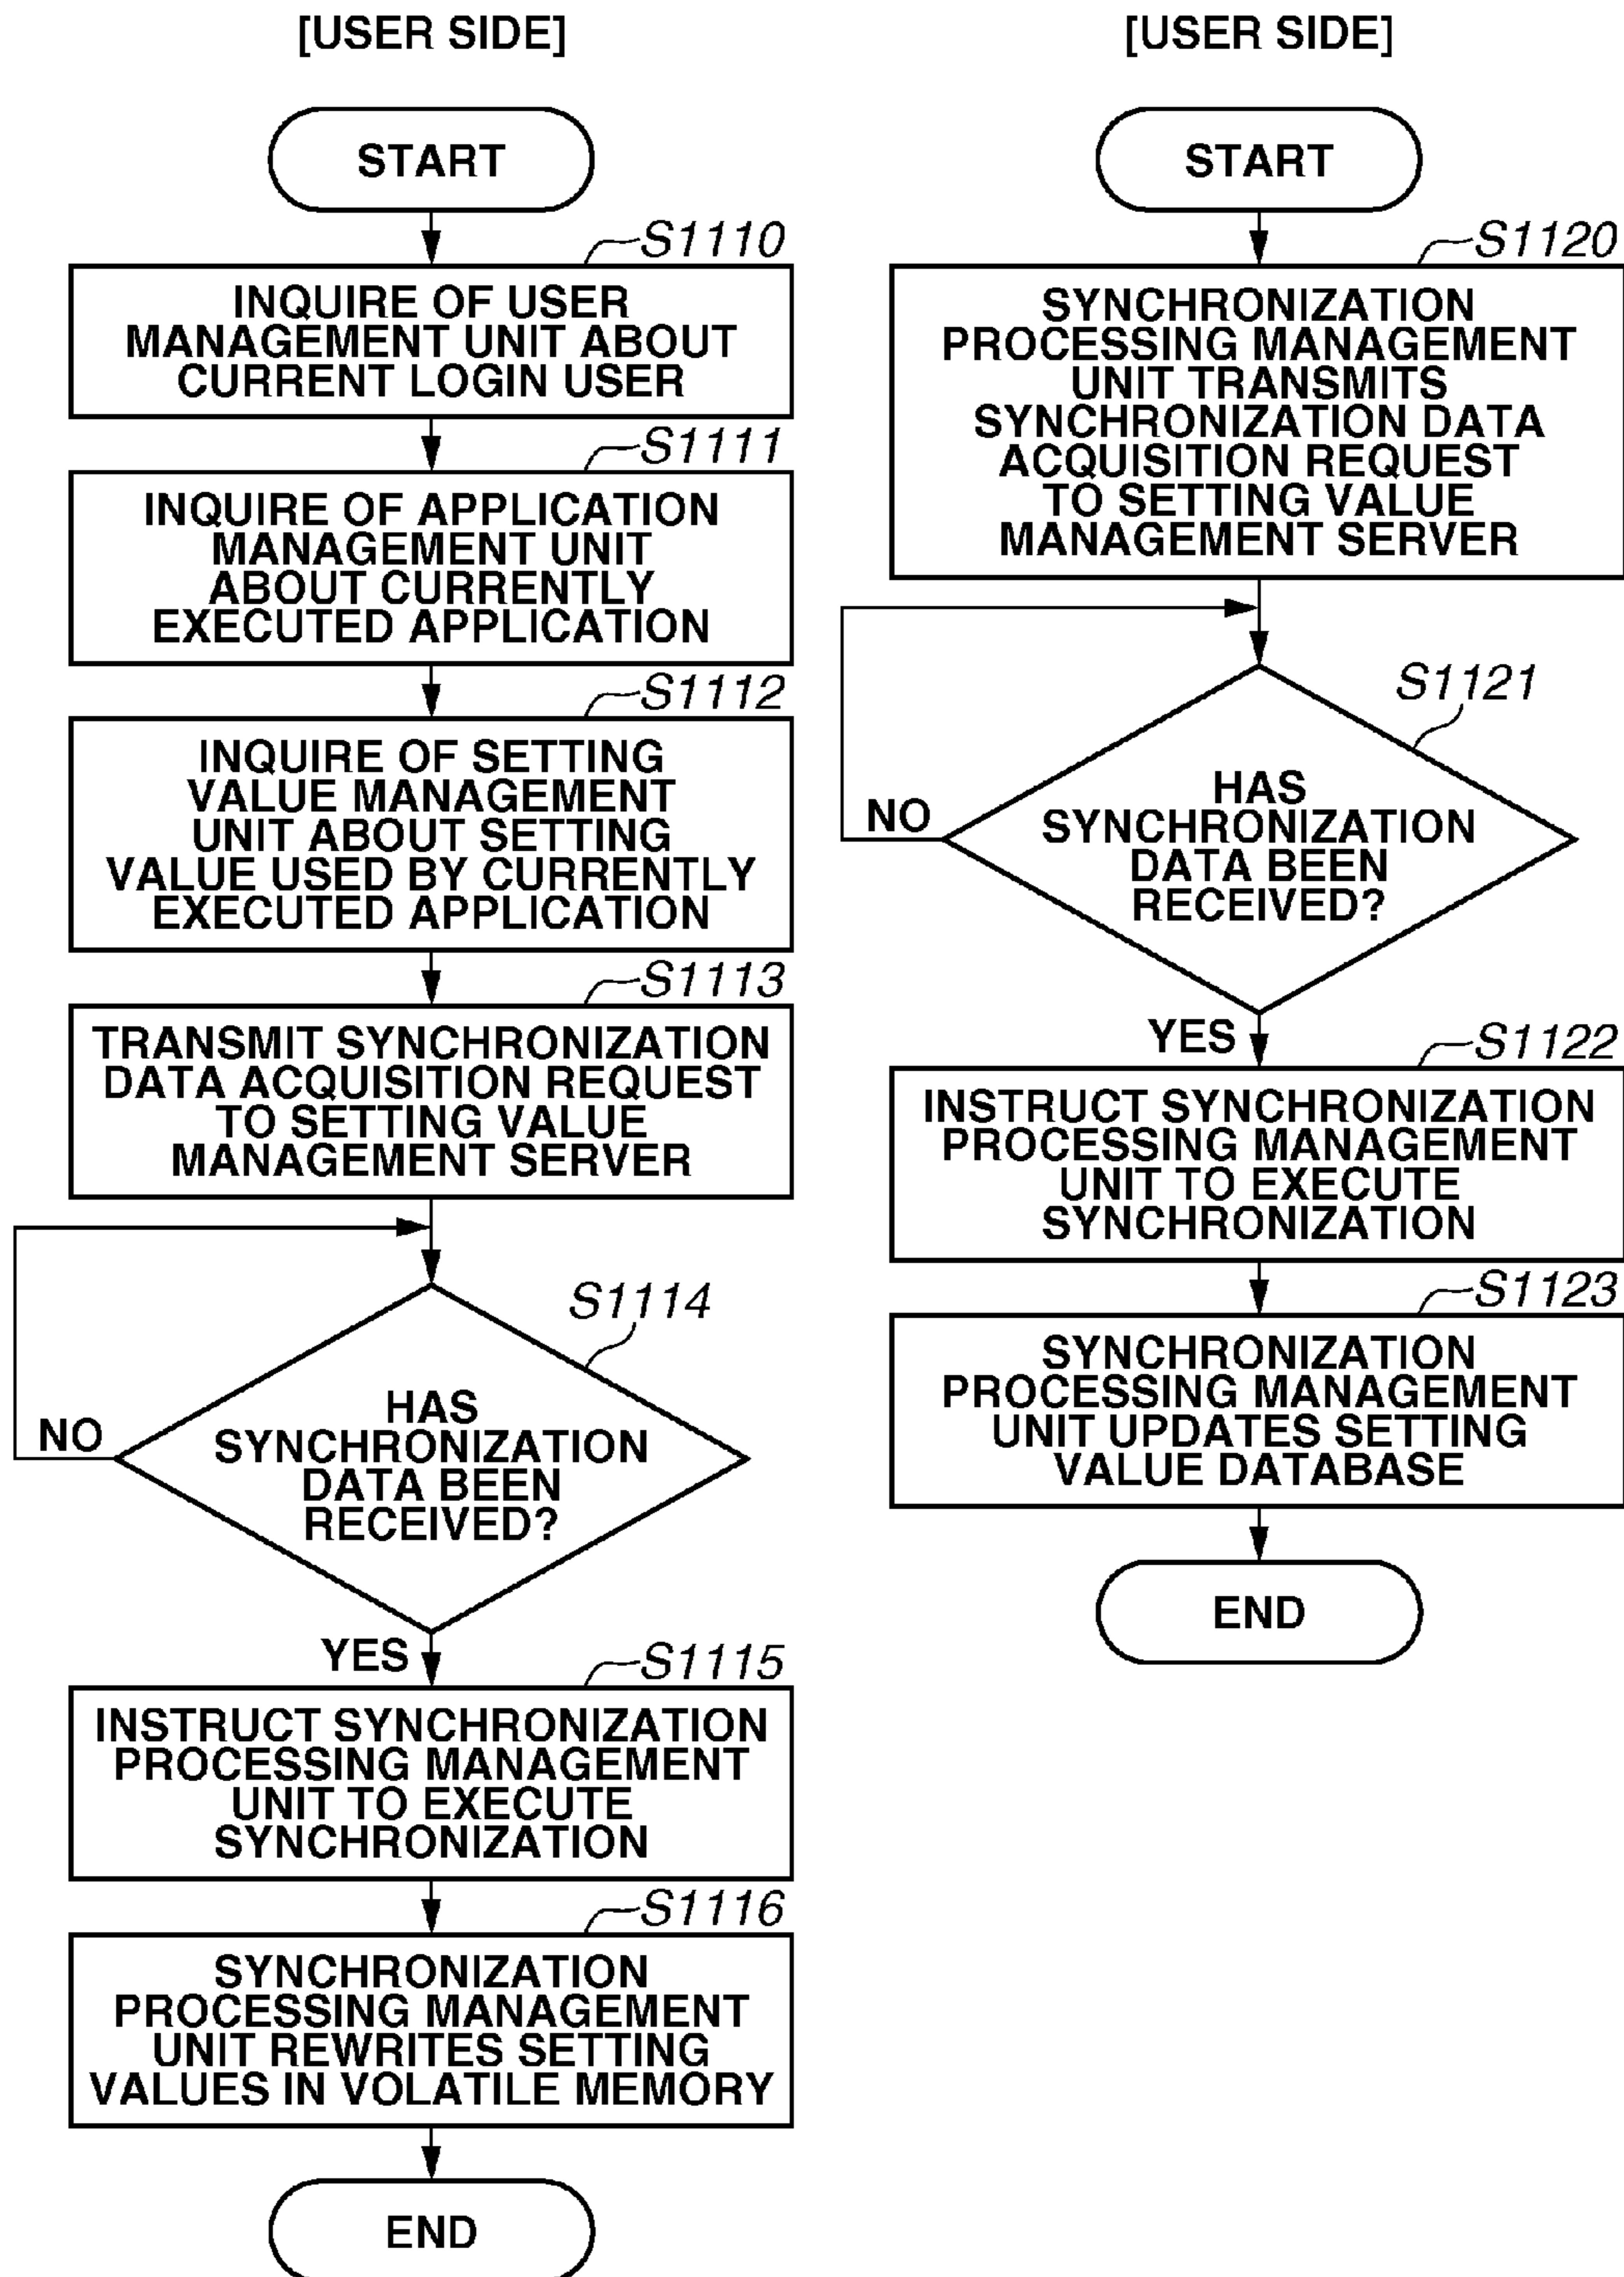 [USER SIDE]
START
S1110
INQUIRE OF USER
MANAGEMENT UNIT ABOUT
CURRENT LOGIN USER
S1111
INQUIRE OF APPLICATION
MANAGEMENT UNIT
ABOUT CURRENTLY
EXECUTED APPLICATION
S1112
INQUIRE OF SETTING
VALUE MANAGEMENT
UNIT ABOUT SETTING
VALUE USED BY CURRENTLY
EXECUTED APPLICATION
S1113
TRANSMIT SYNCHRONIZATION
DATA ACQUISITION REQUEST
TO SETTING VALUE
MANAGEMENT SERVER
S1114
HAS
SYNCHRONIZATION
DATA BEEN
RECEIVED?
NO
YES
S1115
INSTRUCT SYNCHRONIZATION
PROCESSING MANAGEMENT
UNIT TO EXECUTE
SYNCHRONIZATION
S1116
SYNCHRONIZATION
PROCESSING MANAGEMENT
UNIT REWRITES SETTING
VALUES IN VOLATILE MEMORY
END
[USER SIDE]
START
S1120
SYNCHRONIZATION
PROCESSING MANAGEMENT
UNIT TRANSMITS
SYNCHRONIZATION DATA
ACQUISITION REQUEST
TO SETTING VALUE
MANAGEMENT SERVER
S1121
HAS
SYNCHRONIZATION
DATA BEEN
RECEIVED?
NO
YES
S1122
INSTRUCT SYNCHRONIZATION
PROCESSING MANAGEMENT
UNIT TO EXECUTE
SYNCHRONIZATION
S1123
SYNCHRONIZATION
PROCESSING MANAGEMENT
UNIT UPDATES SETTING
VALUE DATABASE
END